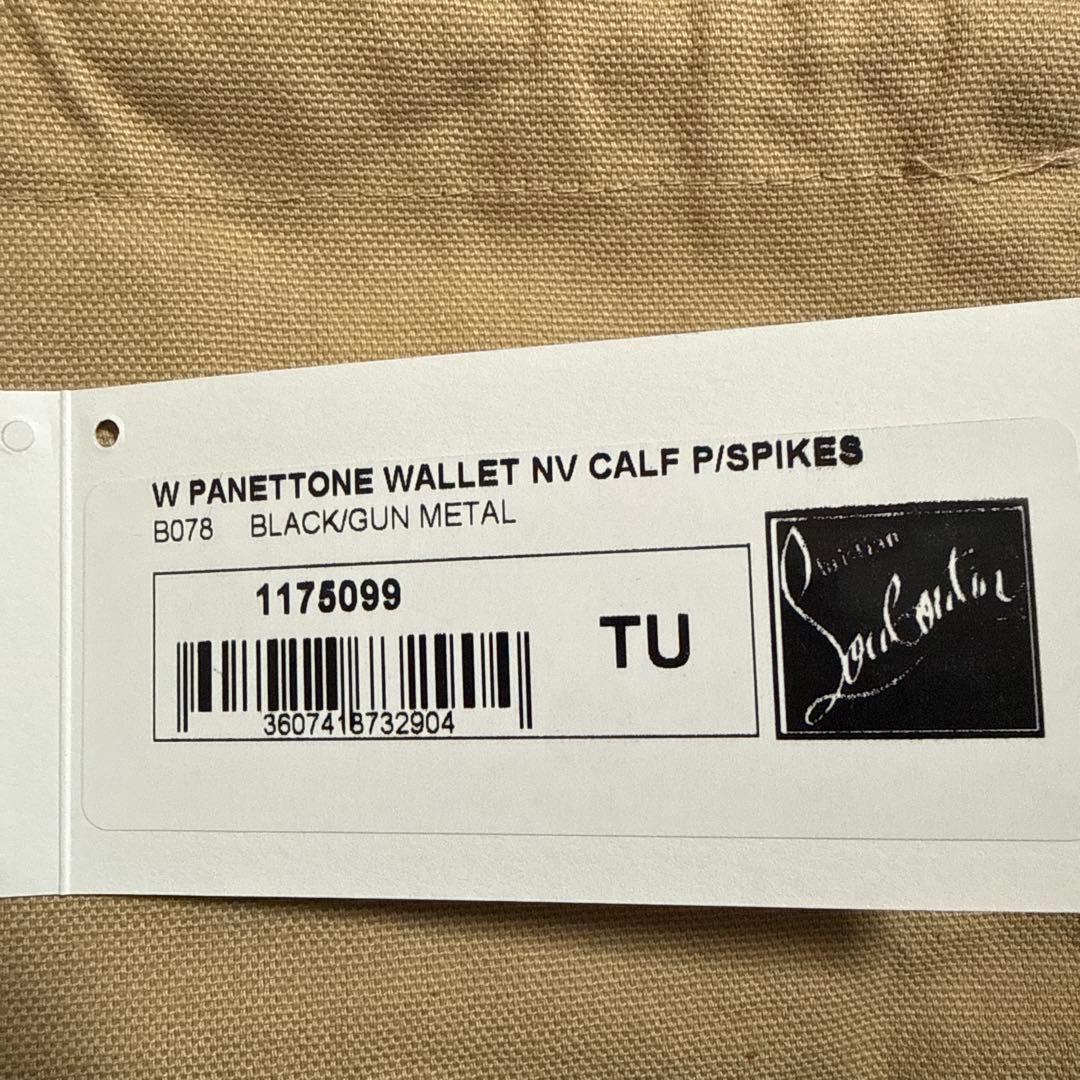 W PANETTONE WALLET NV CALF P/SPIKES
B078 BLACK/GUN METAL
1175099
TU
3607418732904
Christian
Louboutin